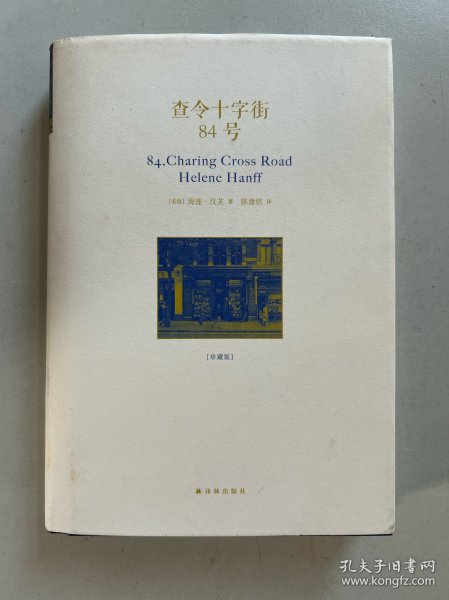 查令十字街
84号
84,Charing Cross Road
Helene Hanff
[美国] 海莲·汉芙 著 陈建铭 译
[珍藏版]
译林出版社
孔夫子旧书网
www.kongfz.com